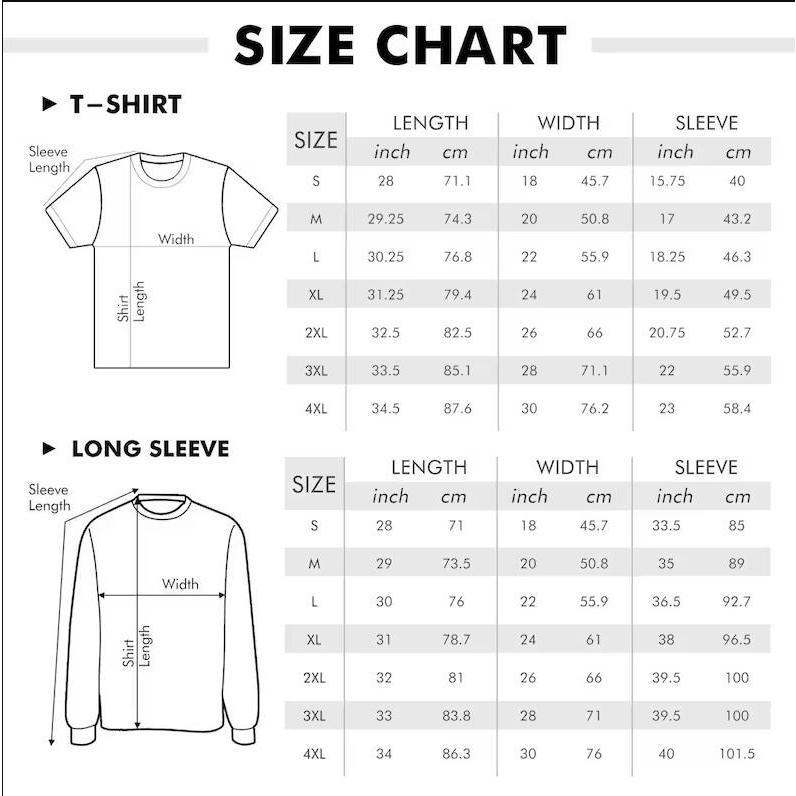 SIZE CHART
T-SHIRT
Sleeve
Length
Width
Shirt
Length
SIZE LENGTH WIDTH SLEEVE
inch cm inch cm inch cm
S 28 71.1 18 45.7 15.75 40
M 29.25 74.3 20 50.8 17 43.2
L 30.25 76.8 22 55.9 18.25 46.3
XL 31.25 79.4 24 61 19.5 49.5
2XL 32.5 82.5 26 66 20.75 52.7
3XL 33.5 85.1 28 71.1 22 55.9
4XL 34.5 87.6 30 76.2 23 58.4
LONG SLEEVE
Sleeve
Length
Width
Shirt
Length
SIZE LENGTH WIDTH SLEEVE
inch cm inch cm inch cm
S 28 71 18 45.7 33.5 85
M 29 73.5 20 50.8 35 89
L 30 76 22 55.9 36.5 92.7
XL 31 78.7 24 61 38 96.5
2XL 32 81 26 66 39.5 100
3XL 33 83.8 28 71 39.5 100
4XL 34 86.3 30 76 40 101.5